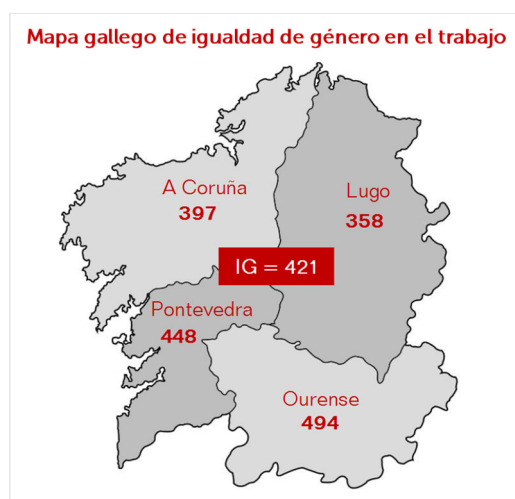 Mapa gallego de igualdad de género en el trabajo
A Coruña
397
Lugo
358
IG = 421
Pontevedra
448
Ourense
494